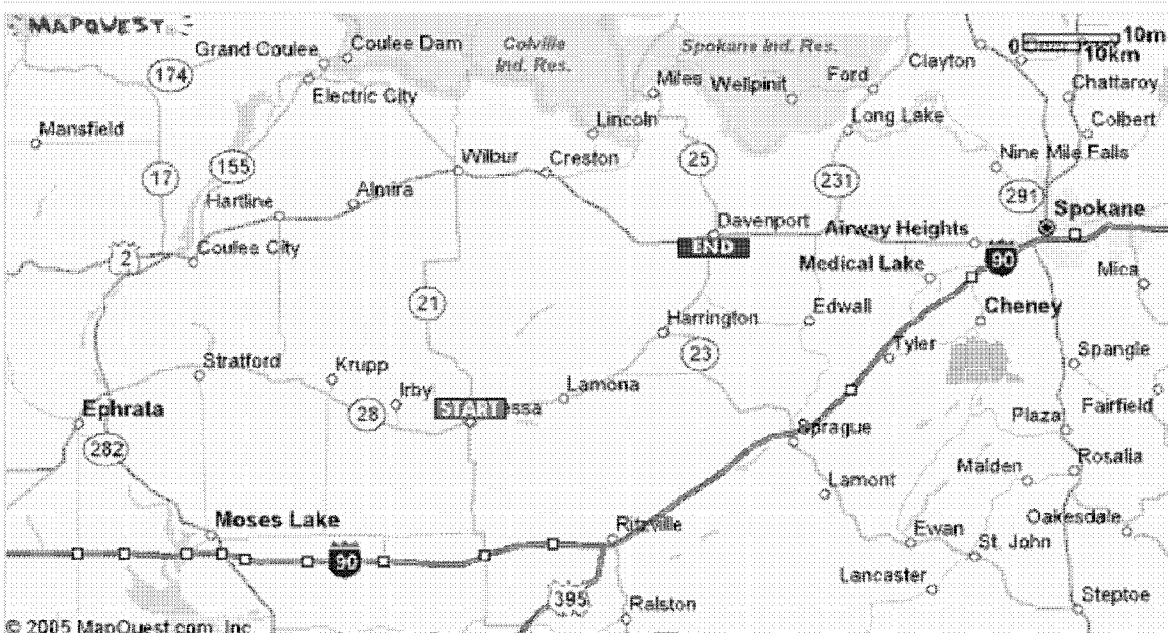 MAPQUEST
10mi
0
10km
Grand Coulee
Coulee Dam
Colville
Ind. Res.
Spokane Ind. Res.
Clayton
174
Electric City
Miles
Wellpinit
Ford
Chattaroy
Mansfield
Lincoln
Long Lake
Colbert
17
155
Wilbur
Creston
25
231
Nine Mile Falls
291
Hartline
Almira
Davenport
Airway Heights
Spokane
2
Coulee City
END
90
Medical Lake
Mica
21
Harrington
Edwall
Cheney
Stratford
Krupp
23
Tyler
Spangle
Irby
Lamona
Ephrata
28
START
essa
Plaza
Fairfield
282
Sprague
Malden
Rosalia
Lamont
Moses Lake
Ritzville
Ewan
Oakesdale
St. John
90
Lancaster
395
Ralston
Steptoe
© 2005 MapQuest.com, Inc